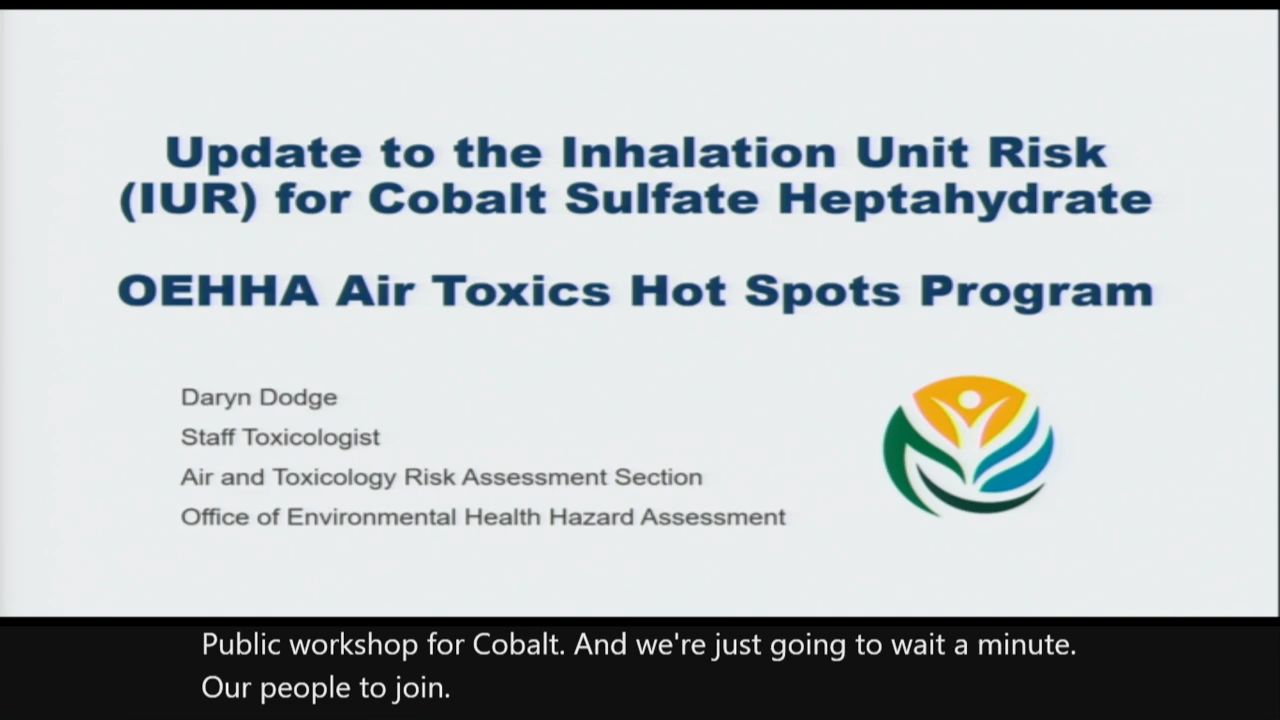 Update to the Inhalation Unit Risk
(IUR) for Cobalt Sulfate Heptahydrate
OEHHA Air Toxics Hot Spots Program
Daryn Dodge
Staff Toxicologist
Air and Toxicology Risk Assessment Section
Office of Environmental Health Hazard Assessment
Public workshop for Cobalt. And we're just going to wait a minute.
Our people to join.